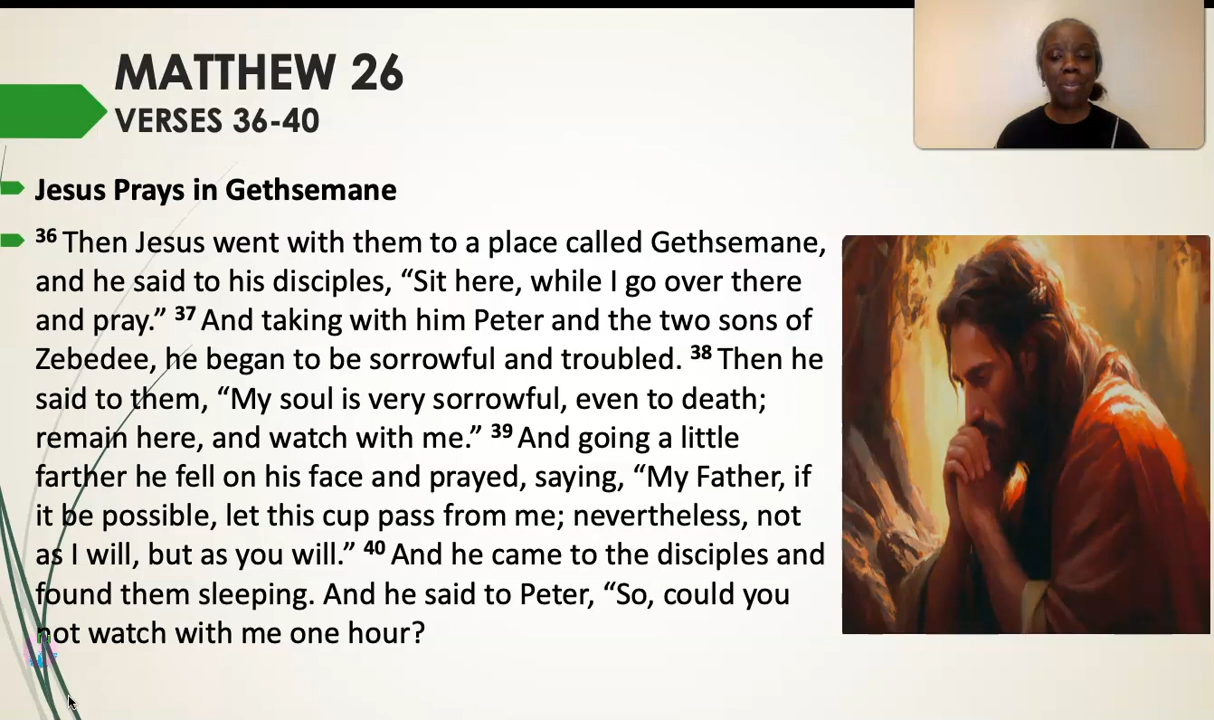 MATTHEW 26
VERSES 36-40
Jesus Prays in Gethsemane
36 Then Jesus went with them to a place called Gethsemane,
and he said to his disciples, “Sit here, while I go over there
and pray.” 37 And taking with him Peter and the two sons of
Zebedee, he began to be sorrowful and troubled. 38 Then he
said to them, “My soul is very sorrowful, even to death;
remain here, and watch with me.” 39 And going a little
farther he fell on his face and prayed, saying, “My Father, if
it be possible, let this cup pass from me; nevertheless, not
as I will, but as you will.” 40 And he came to the disciples and
found them sleeping. And he said to Peter, “So, could you
not watch with me one hour?